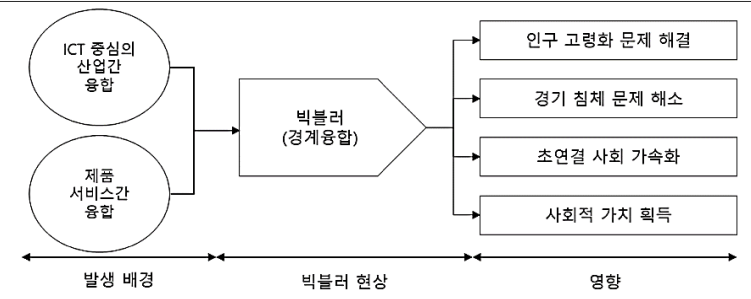 ICT 중심의
산업간
융합
제품
서비스간
융합
빅블러
(경계융합)
인구 고령화 문제 해결
경기 침체 문제 해소
초연결 사회 가속화
사회적 가치 획득
발생 배경
빅블러 현상
영향